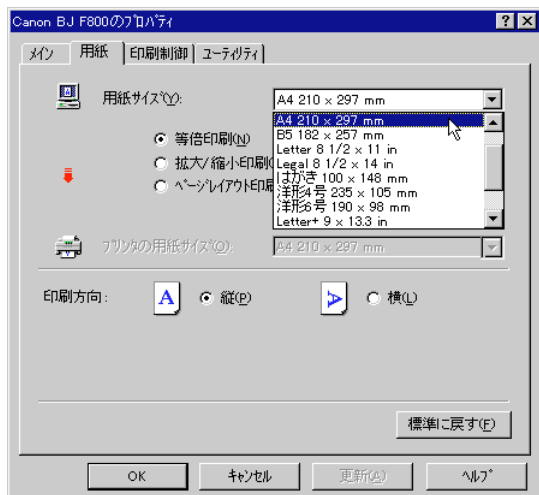 Canon BJ F800のプロパティ
メイン 用紙 印刷制御 ユーティリティ
用紙サイズ(Y): A4 210 x 297 mm
A4 210 x 297 mm
B5 182 x 257 mm
Letter 8 1/2 x 11 in
Legal 8 1/2 x 14 in
はがき 100 x 148 mm
洋形4号 235 x 105 mm
洋形6号 190 x 98 mm
Letter+ 9 x 13.3 in
等倍印刷(N)
拡大/縮小印刷(
ページレイアウト印刷
プリンタの用紙サイズ(O): A4 210 x 297 mm
印刷方向: A 縦(P) A 横(L)
標準に戻す(F)
OK キャンセル 更新(A) ヘルプ